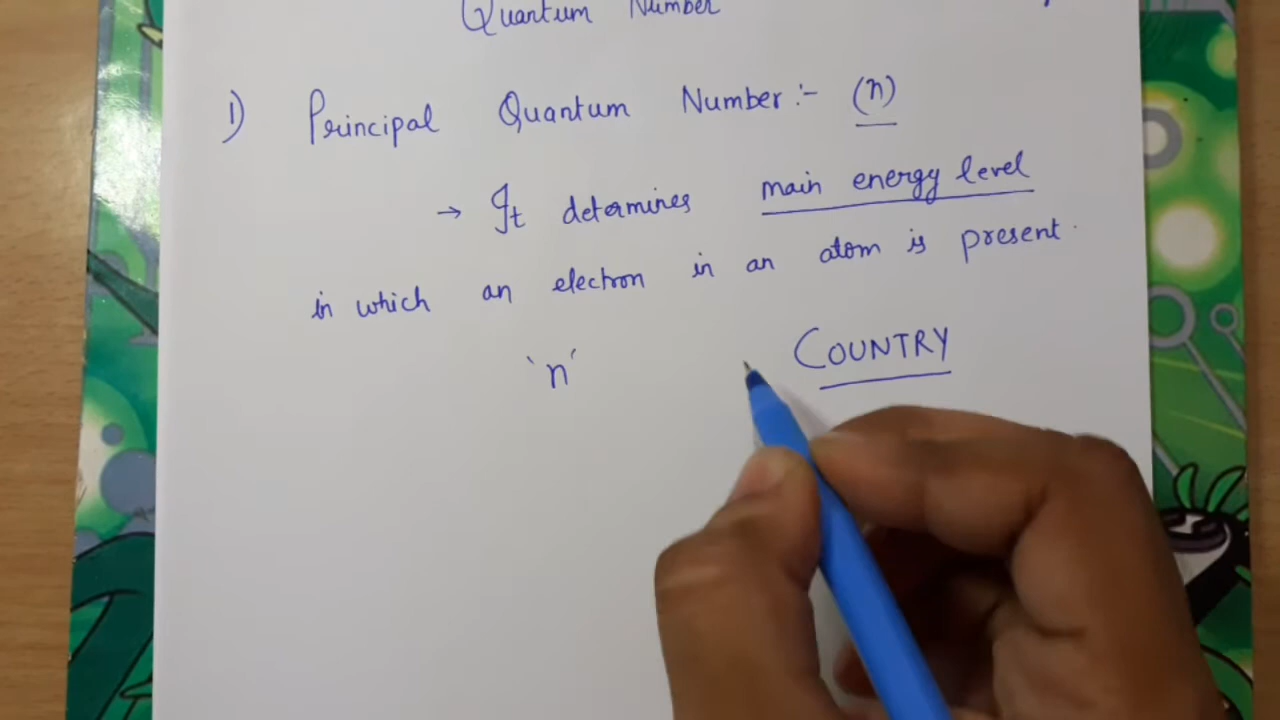 Quantum Number
1) Principal Quantum Number :- (n)
→ It determines main energy level
in which an electron in an atom is present.
'n' COUNTRY